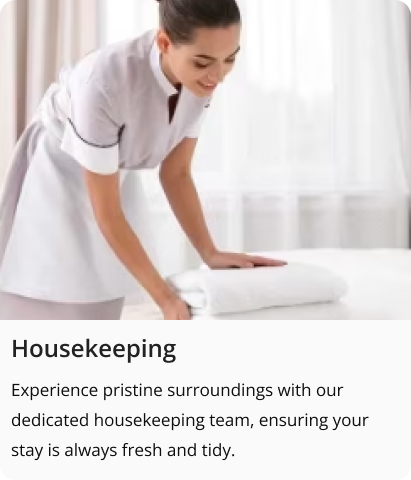 Housekeeping
Experience pristine surroundings with our
dedicated housekeeping team, ensuring your
stay is always fresh and tidy.